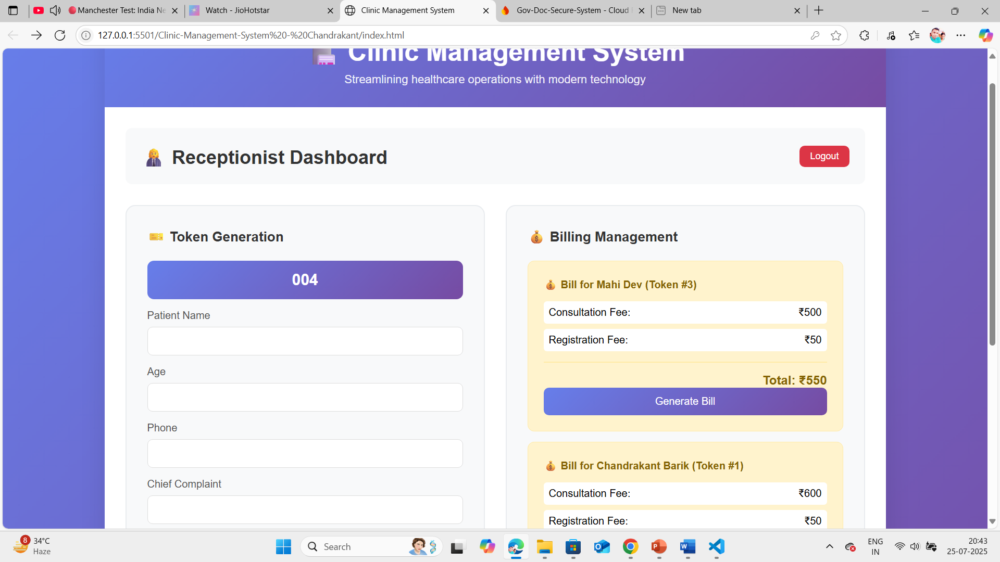 Manchester Test: India Ne
Watch - JioHotstar
Clinic Management System
Gov-Doc-Secure-System - Cloud
New tab
127.0.0.1:5501/Clinic-Management-System%20-%20Chandrakant/index.html
Clinic Management System
Streamlining healthcare operations with modern technology
Receptionist Dashboard
Logout
Token Generation
004
Patient Name
Age
Phone
Chief Complaint
Billing Management
Bill for Mahi Dev (Token #3)
Consultation Fee: ₹500
Registration Fee: ₹50
Total: ₹550
Generate Bill
Bill for Chandrakant Barik (Token #1)
Consultation Fee: ₹600
Registration Fee: ₹50
8
34°C
Haze
Search
ENG
IN
20:43
25-07-2025